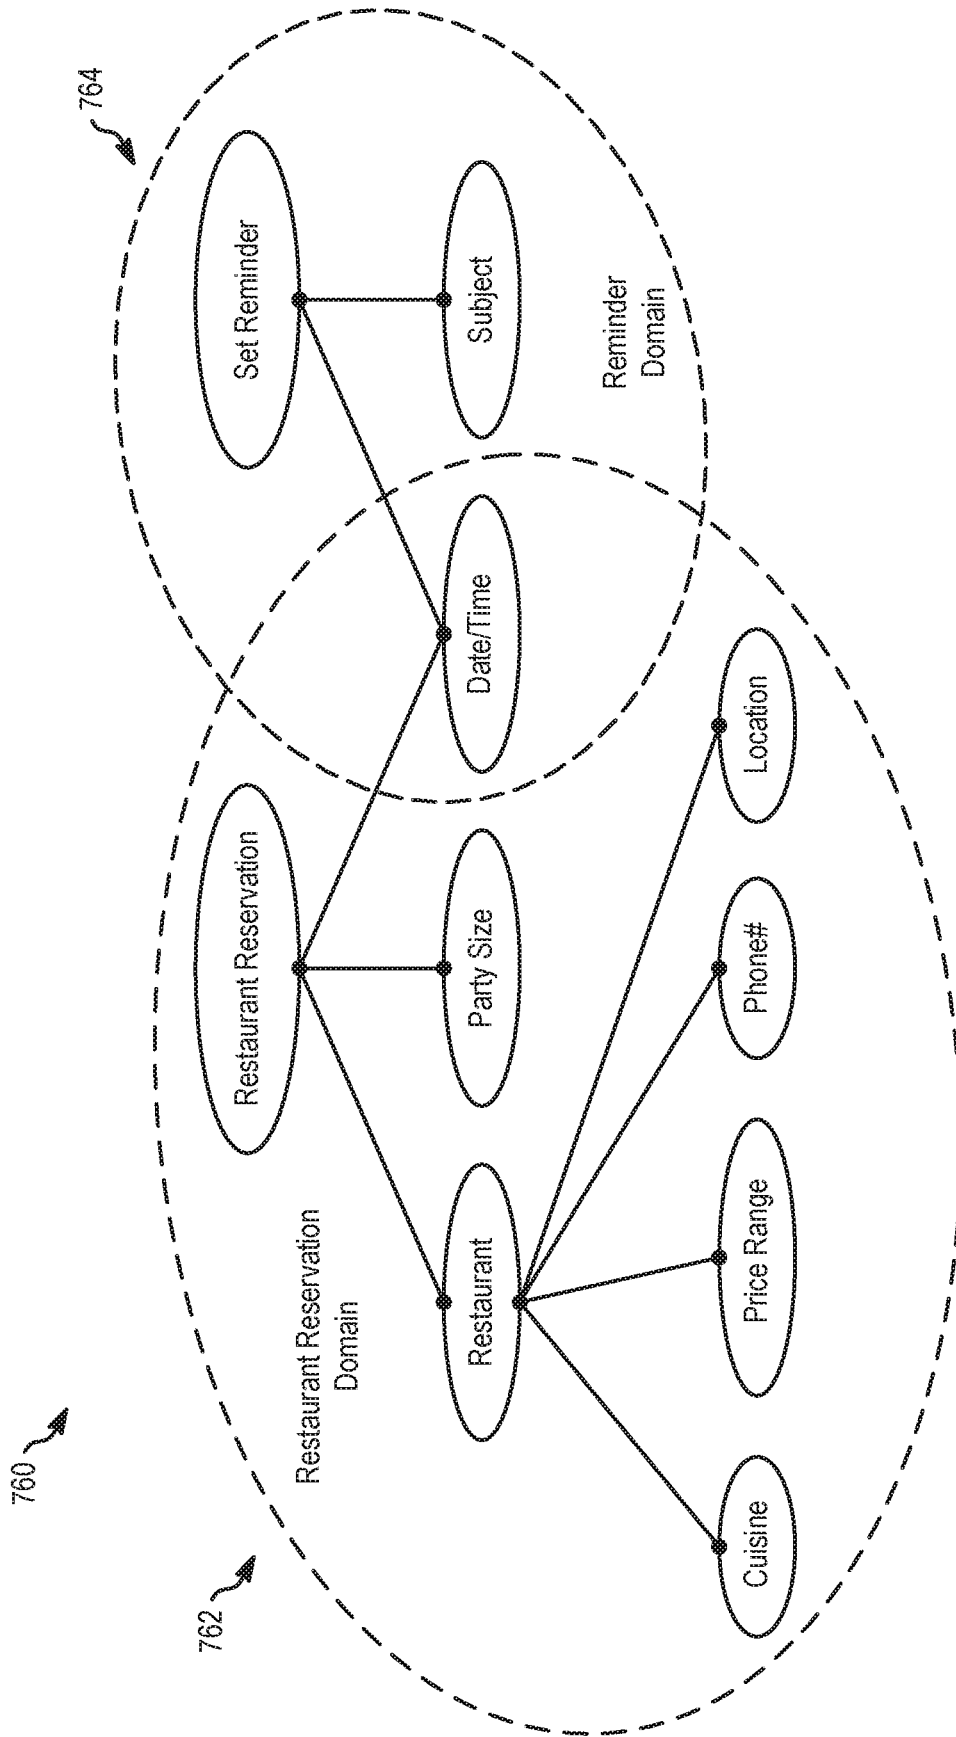 760
762
764
Restaurant Reservation
Domain
Restaurant Reservation
Set Reminder
Restaurant
Party Size
Date/Time
Subject
Reminder
Domain
Cuisine
Price Range
Phone#
Location